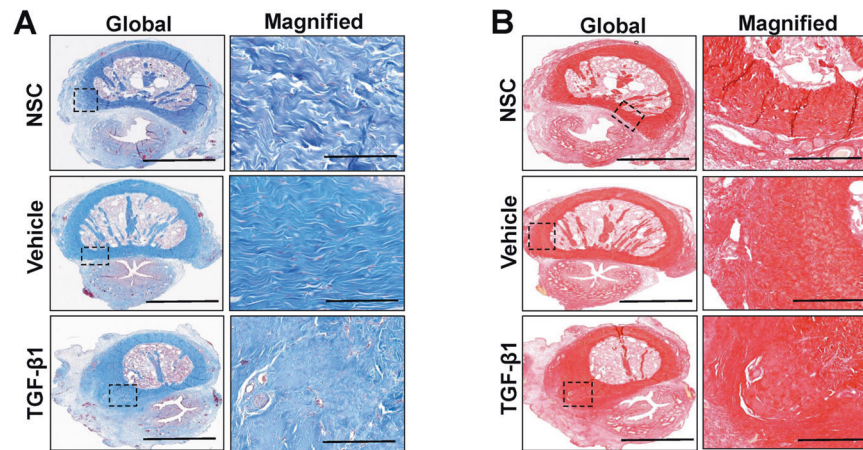 A
Global
Magnified
NSC
Vehicle
TGF-β1
B
Global
Magnified
NSC
Vehicle
TGF-β1